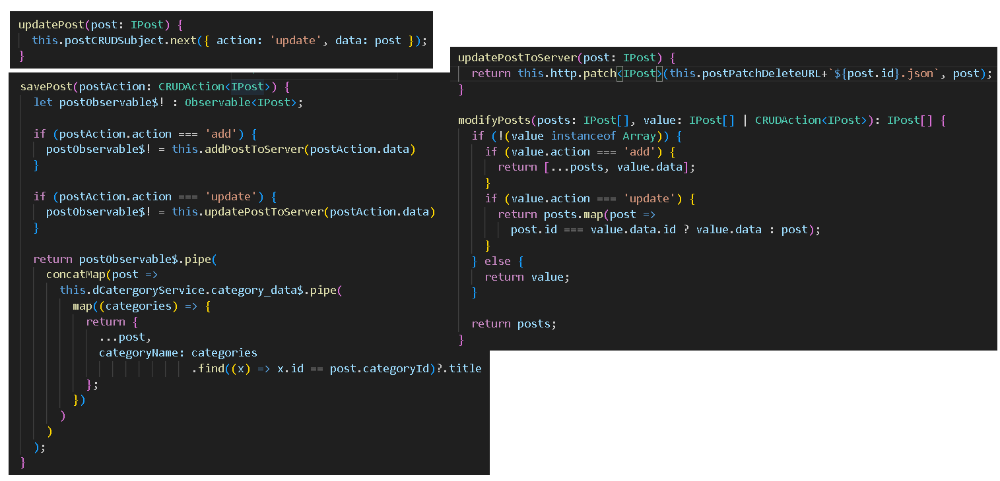 updatePost(post: IPost) {
  this.postCRUDSubject.next({ action: 'update', data: post });
}
savePost(postAction: CRUDAction<IPost>) {
  let postObservable$! : Observable<IPost>;

  if (postAction.action === 'add') {
    postObservable$! = this.addPostToServer(postAction.data)
  }

  if (postAction.action === 'update') {
    postObservable$! = this.updatePostToServer(postAction.data)
  }

  return postObservable$.pipe(
    concatMap(post =>
      this.dCatergoryService.category_data$.pipe(
        map((categories) => {
          return {
            ...post,
            categoryName: categories
                          .find((x) => x.id == post.categoryId)?.title
          };
        })
      )
    )
  );
}
updatePostToServer(post: IPost) {
  return this.http.patch<IPost>(this.postPatchDeleteURL+`${post.id}.json`, post);
}

modifyPosts(posts: IPost[], value: IPost[] | CRUDAction<IPost>): IPost[] {
  if (!(value instanceof Array)) {
    if (value.action === 'add') {
      return [...posts, value.data];
    }
    if (value.action === 'update') {
      return posts.map(post =>
        post.id === value.data.id ? value.data : post);
    }
  } else {
    return value;
  }

  return posts;
}